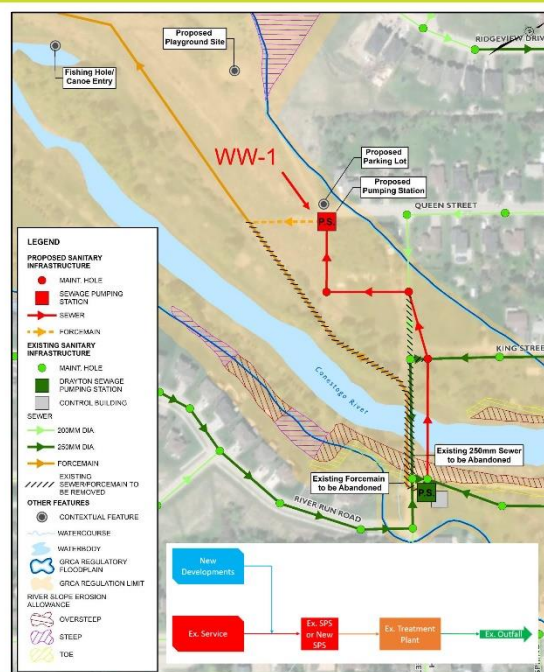 RIDGEVIEW DRIV
Proposed
Playground Site
Fishing Hole/
Canoe Entry
Proposed
Parking Lot
WW-1
Proposed
Pumping Station
P.S.
QUEEN STREET
KING STREE
Conestogo River
Existing 250mm Sewer
to be Abandoned
Existing Forcemain
to be Abandoned
P.S.
RIVER RUN ROAD
LEGEND
PROPOSED SANITARY
INFRASTRUCTURE
MAINT. HOLE
SEWAGE PUMPING
STATION
SEWER
FORCEMAIN
EXISTING SANITARY
INFRASTRUCTURE
MAINT. HOLE
DRAYTON SEWAGE
PUMPING STATION
CONTROL BUILDING
SEWER
200MM DIA
250MM DIA
FORCEMAIN
EXISTING
SEWER/FORCEMAIN TO
BE REMOVED
OTHER FEATURES
CONTEXTUAL FEATURE
WATERCOURSE
WATERBODY
GRCA REGULATORY
FLOODPLAIN
GRCA REGULATION LIMIT
RIVER SLOPE EROSION
ALLOWANCE
OVERSTEEP
STEEP
TOE
New
Developments
Ex. Service
Ex. SPS
or New
SPS
Ex. Treatment
Plant
Ex. Outfall